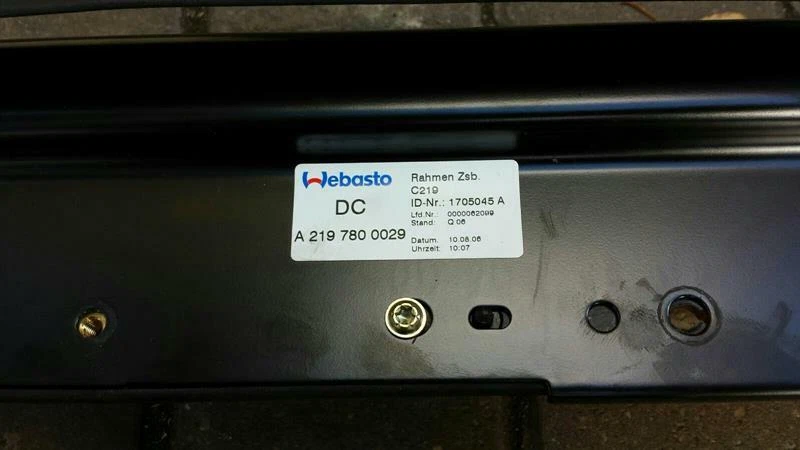 Webasto
DC
A 219 780 0029
Rahmen Zsb.
C219
ID-Nr.: 1705045 A
Lfd.Nr.: 0000062099
Stand: Q 06
Datum: 10.08.06
Uhrzeit: 10:07